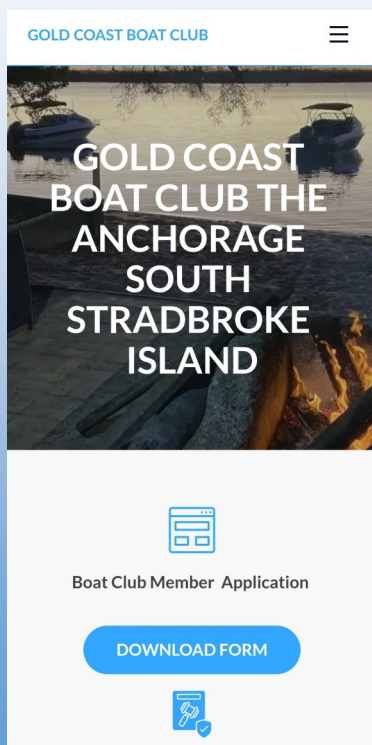 GOLD COAST BOAT CLUB
GOLD COAST
BOAT CLUB THE
ANCHORAGE
SOUTH
STRADBROKE
ISLAND
Boat Club Member Application
DOWNLOAD FORM